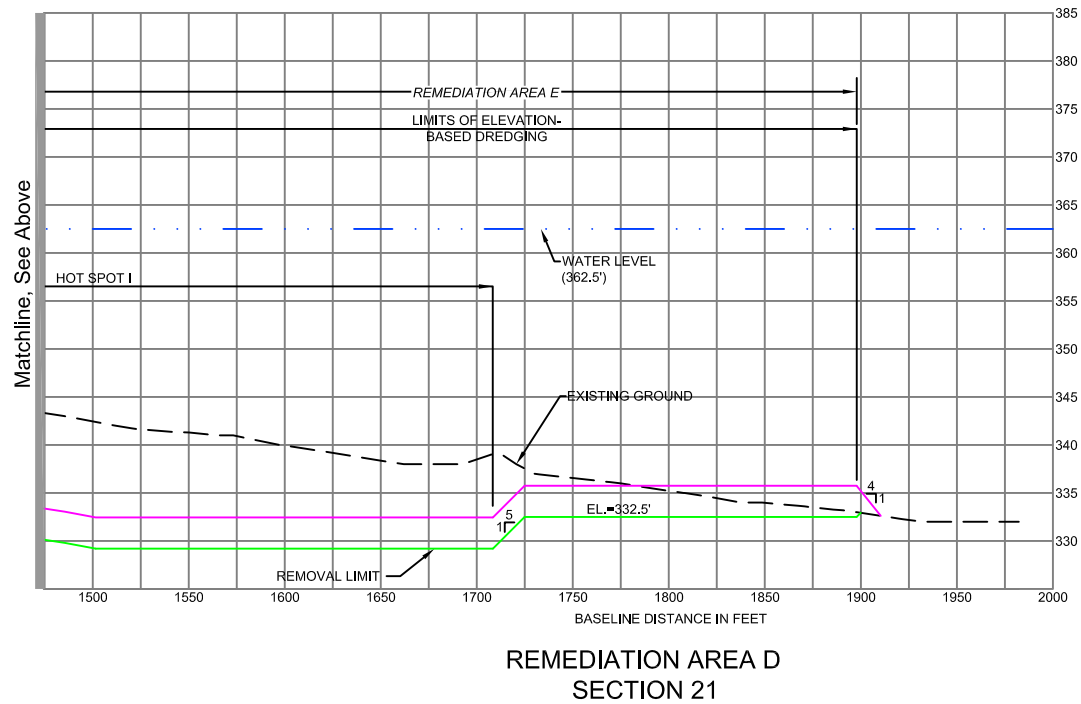 385
380
REMEDIATION AREA E
375
LIMITS OF ELEVATION-
BASED DREDGING
370
365
Matchline, See Above
WATER LEVEL
(362.5')
360
HOT SPOT I
355
350
345
EXISTING GROUND
340
335
4
1
EL.=332.5'
5
1
330
REMOVAL LIMIT
1500
1550
1600
1650
1700
1750
1800
1850
1900
1950
2000
BASELINE DISTANCE IN FEET
REMEDIATION AREA D
SECTION 21